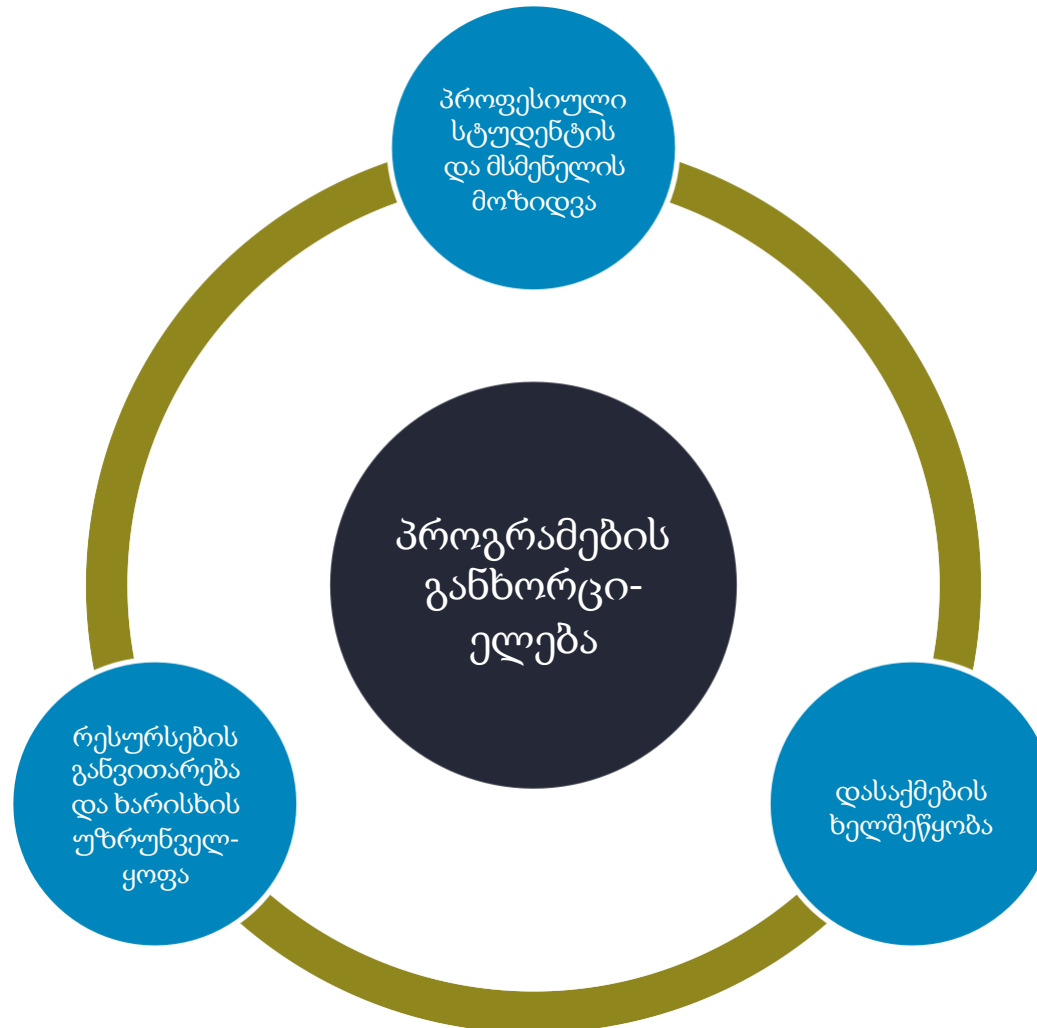 პროფესიული
სტუდენტის
და მსმენელის
მოზიდვა
პროგრამების
განხორცი-
ელება
რესურსების
განვითარება
და ხარისხის
უზრუნველ-
ყოფა
დასაქმების
ხელშეწყობა